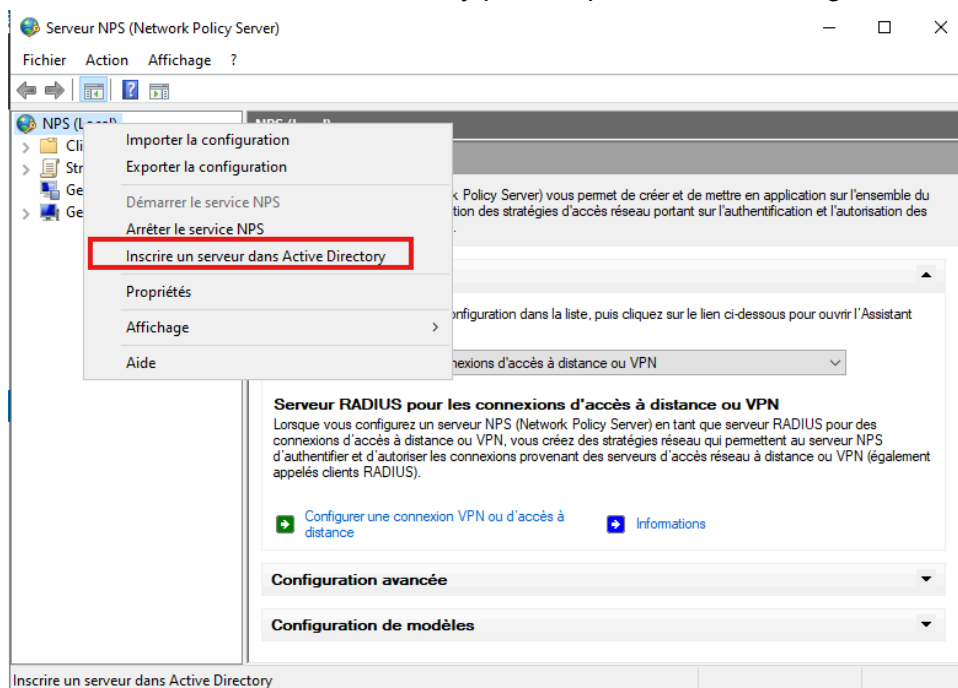 Serveur NPS (Network Policy Server)
Fichier Action Affichage ?
NPS (Local)
Importer la configuration
Exporter la configuration
Démarrer le service NPS
Arrêter le service NPS
Inscrire un serveur dans Active Directory
Propriétés
Affichage
Aide
Cli
Str
Ge
Ge
Policy Server) vous permet de créer et de mettre en application sur l'ensemble du
tion des stratégies d'accès réseau portant sur l'authentification et l'autorisation des
onfiguration dans la liste, puis cliquez sur le lien ci-dessous pour ouvrir l'Assistant
nexions d'accès à distance ou VPN
Serveur RADIUS pour les connexions d'accès à distance ou VPN
Lorsque vous configurez un serveur NPS (Network Policy Server) en tant que serveur RADIUS pour des
connexions d'accès à distance ou VPN, vous créez des stratégies réseau qui permettent au serveur NPS
d'authentifier et d'autoriser les connexions provenant des serveurs d'accès réseau à distance ou VPN (également
appelés clients RADIUS).
Configurer une connexion VPN ou d'accès à
distance
Informations
Configuration avancée
Configuration de modèles
Inscrire un serveur dans Active Directory